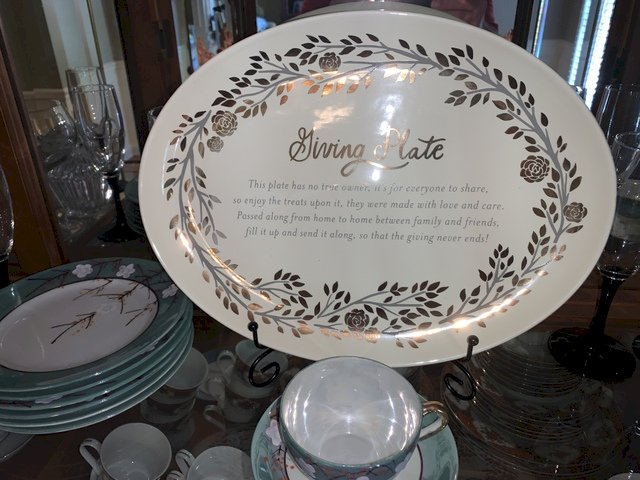 Giving Plate
This plate has no true owner, it's for everyone to share,
so enjoy the treats upon it, they were made with love and care.
Passed along from home to home between family and friends,
fill it up and send it along, so that the giving never ends!